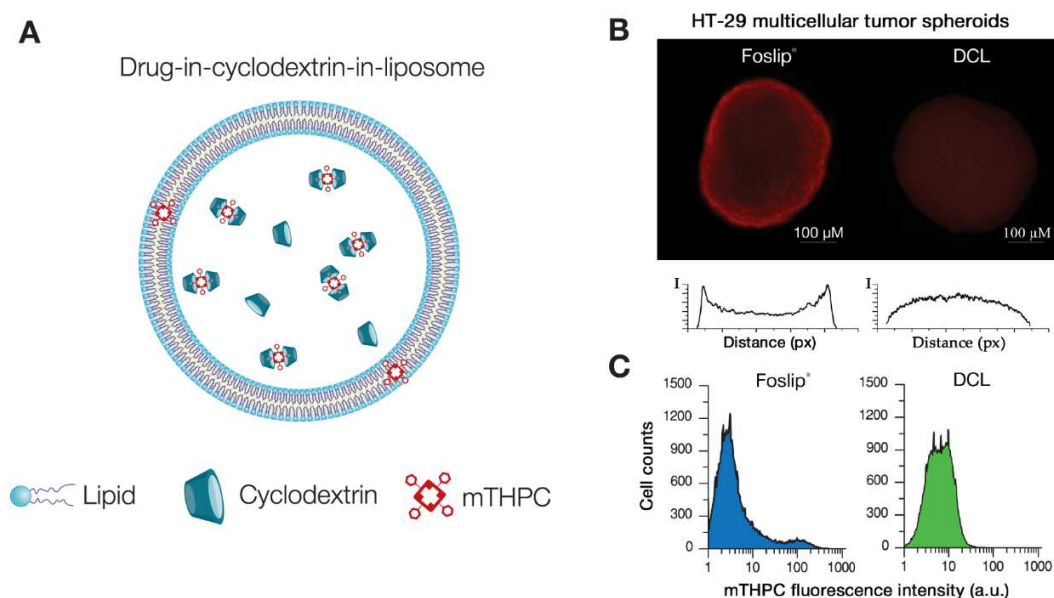 A
Drug-in-cyclodextrin-in-liposome
Lipid
Cyclodextrin
mTHPC
B
HT-29 multicellular tumor spheroids
Foslip®
DCL
100 µM
100 µM
I
I
Distance (px)
Distance (px)
C
Foslip®
DCL
1500
1200
900
600
300
0
1500
1200
900
600
300
0
Cell counts
1 10 100 1000
1 10 100 1000
mTHPC fluorescence intensity (a.u.)